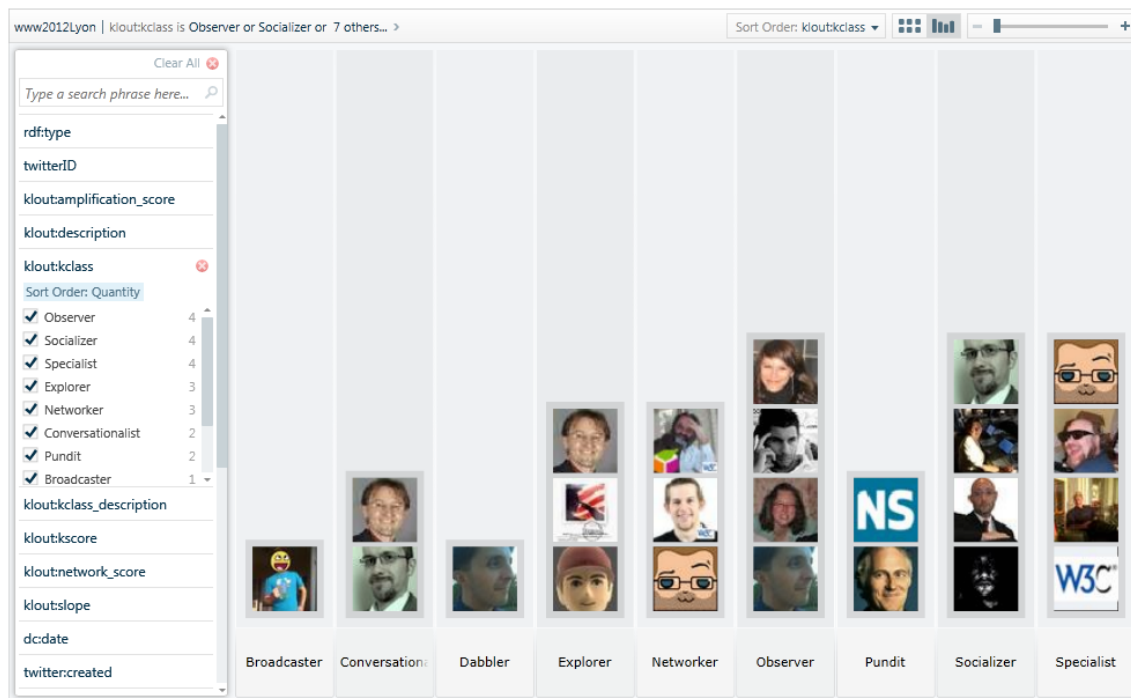 www2012Lyon | klout:kclass is Observer or Socializer or 7 others... >
Sort Order: klout:kclass
Clear All
Type a search phrase here...
rdf:type
twitterID
klout:amplification_score
klout:description
klout:kclass
Sort Order: Quantity
Observer 4
Socializer 4
Specialist 4
Explorer 3
Networker 3
Conversationalist 2
Pundit 2
Broadcaster 1
klout:kclass_description
klout:kscore
klout:network_score
klout:slope
dc:date
twitter:created
W3C
W3C
NS
W3C
Broadcaster Conversationa Dabbler Explorer Networker Observer Pundit Socializer Specialist